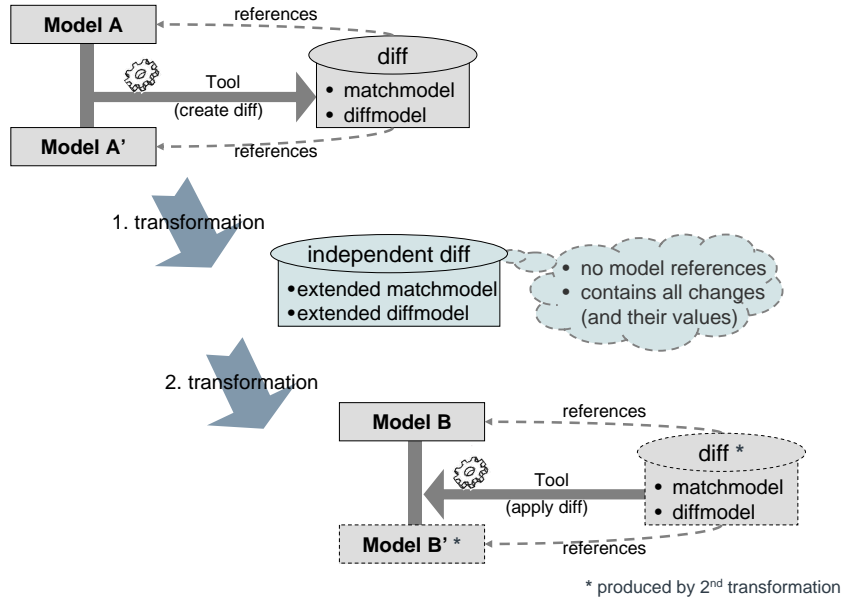 Model A
references
diff
Tool
• matchmodel
(create diff)
• diffmodel
Model A’
references
1. transformation
independent diff
• no model references
•extended matchmodel
• contains all changes
•extended diffmodel
(and their values)
2. transformation
Model B
references
diff *
Tool
• matchmodel
(apply diff)
• diffmodel
Model B’ *
references
* produced by 2nd transformation